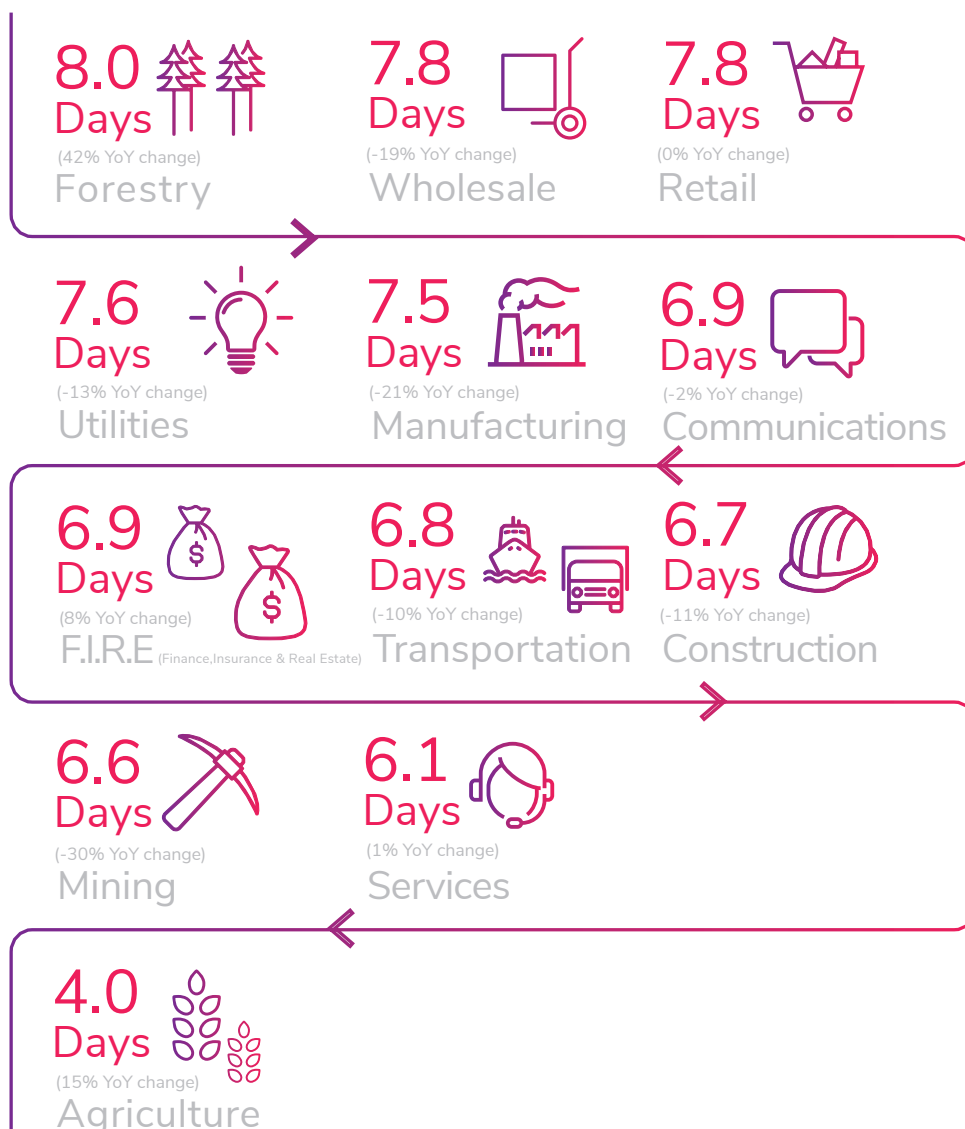 8.0
Days
(42% YoY change)
Forestry
7.8
Days
(-19% YoY change)
Wholesale
7.8
Days
(0% YoY change)
Retail
7.6
Days
(-13% YoY change)
Utilities
7.5
Days
(-21% YoY change)
Manufacturing
6.9
Days
(-2% YoY change)
Communications
6.9
Days
$
$
(8% YoY change)
F.I.R.E (Finance,Insurance & Real Estate)
6.8
Days
(-10% YoY change)
Transportation
6.7
Days
(-11% YoY change)
Construction
6.6
Days
(-30% YoY change)
Mining
6.1
Days
(1% YoY change)
Services
4.0
Days
(15% YoY change)
Agriculture